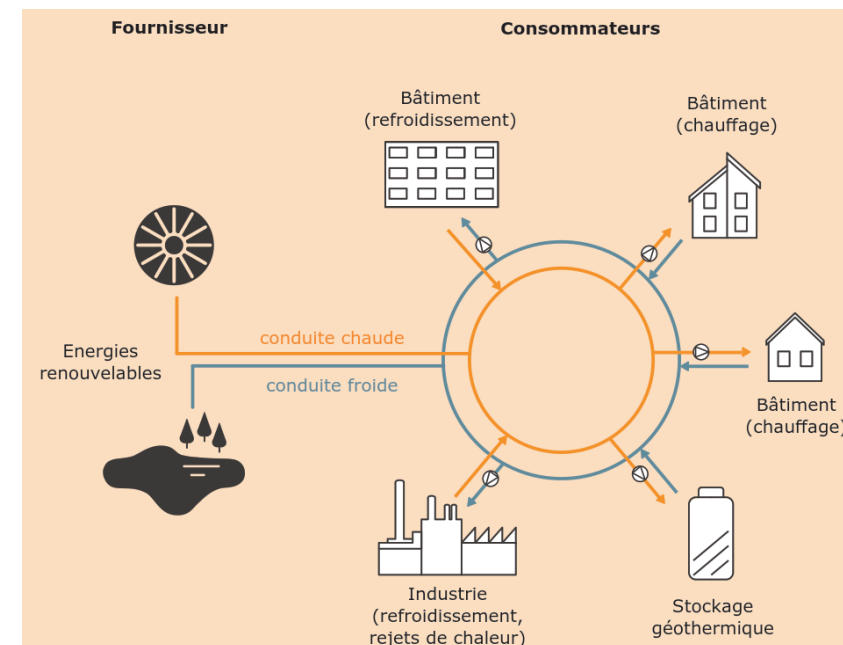 Fournisseur
Consommateurs
Bâtiment
(refroidissement)
Bâtiment
(chauffage)
conduite chaude
Energies
renouvelables
conduite froide
Bâtiment
(chauffage)
Industrie
(refroidissement,
rejets de chaleur)
Stockage
géothermique